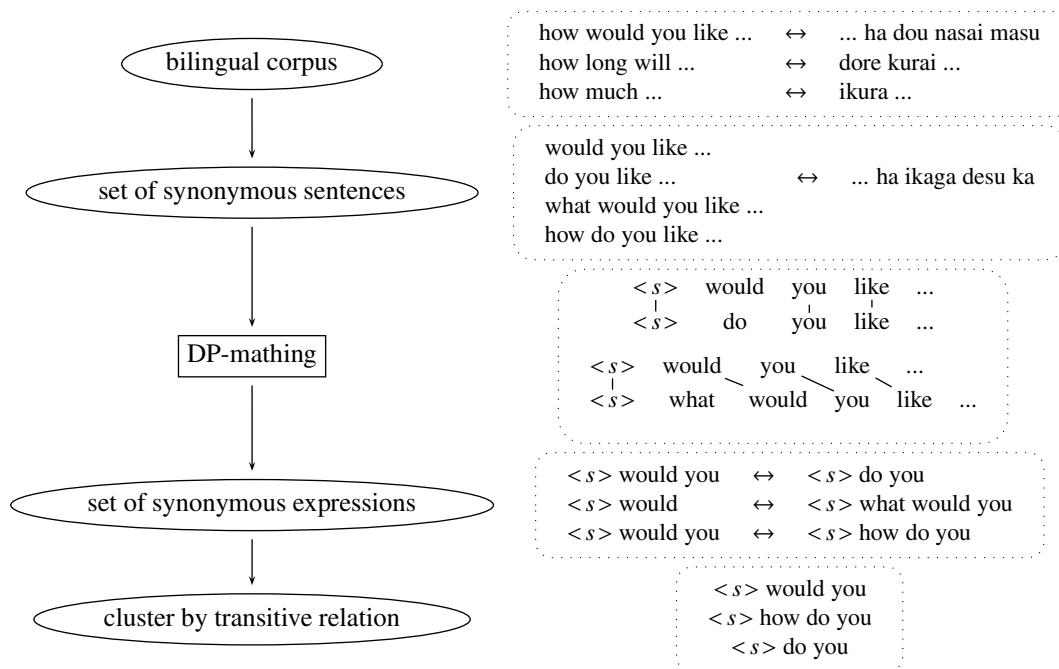 bilingual corpus
how would you like ... ↔ ... ha dou nasai masu
how long will ... ↔ dore kurai ...
how much ... ↔ ikura ...
set of synonymous sentences
would you like ...
do you like ... ↔ ... ha ikaga desu ka
what would you like ...
how do you like ...
DP-mathing
< s > would you like ...
< s > do you like ...
< s > would you like ...
< s > what would you like ...
set of synonymous expressions
< s > would you ↔ < s > do you
< s > would ↔ < s > what would you
< s > would you ↔ < s > how do you
cluster by transitive relation
< s > would you
< s > how do you
< s > do you